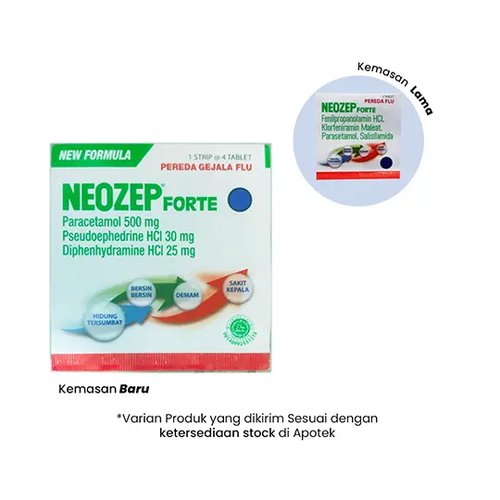 Kemasan Lama
4 TABLET
PEREDA FLU
NEOZEP FORTE
Fenilpropanolamin HCl,
Klorfeniramin Maleat,
Parasetamol, Salisilamida
NEW FORMULA
1 STRIP @ 4 TABLET
PEREDA GEJALA FLU
NEOZEP® FORTE
Paracetamol 500 mg
Pseudoephedrine HCl 30 mg
Diphenhydramine HCl 25 mg
HIDUNG
TERSUMBAT
BERSIN
BERSIN
DEMAM
SAKIT
KEPALA
Kemasan Baru
*Varian Produk yang dikirim Sesuai dengan
ketersediaan stock di Apotek